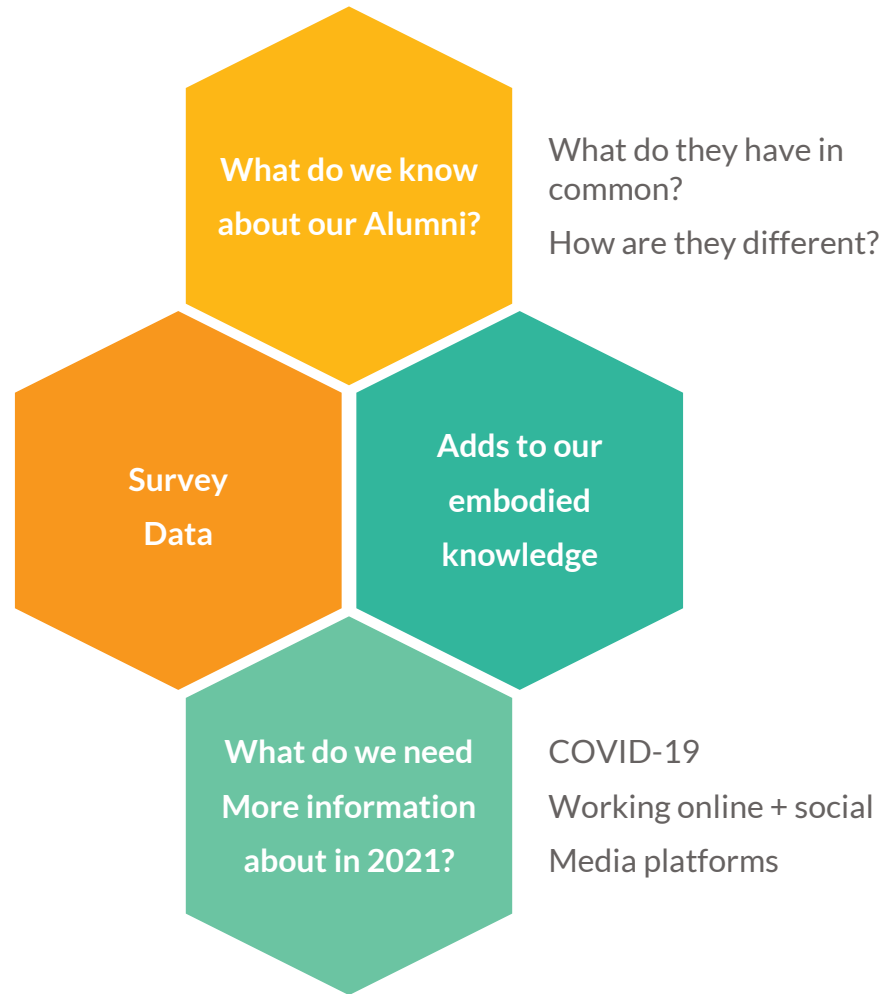 What do we know
about our Alumni?
What do they have in
common?
How are they different?
Survey
Data
Adds to our
embodied
knowledge
What do we need
More information
about in 2021?
COVID-19
Working online + social
Media platforms